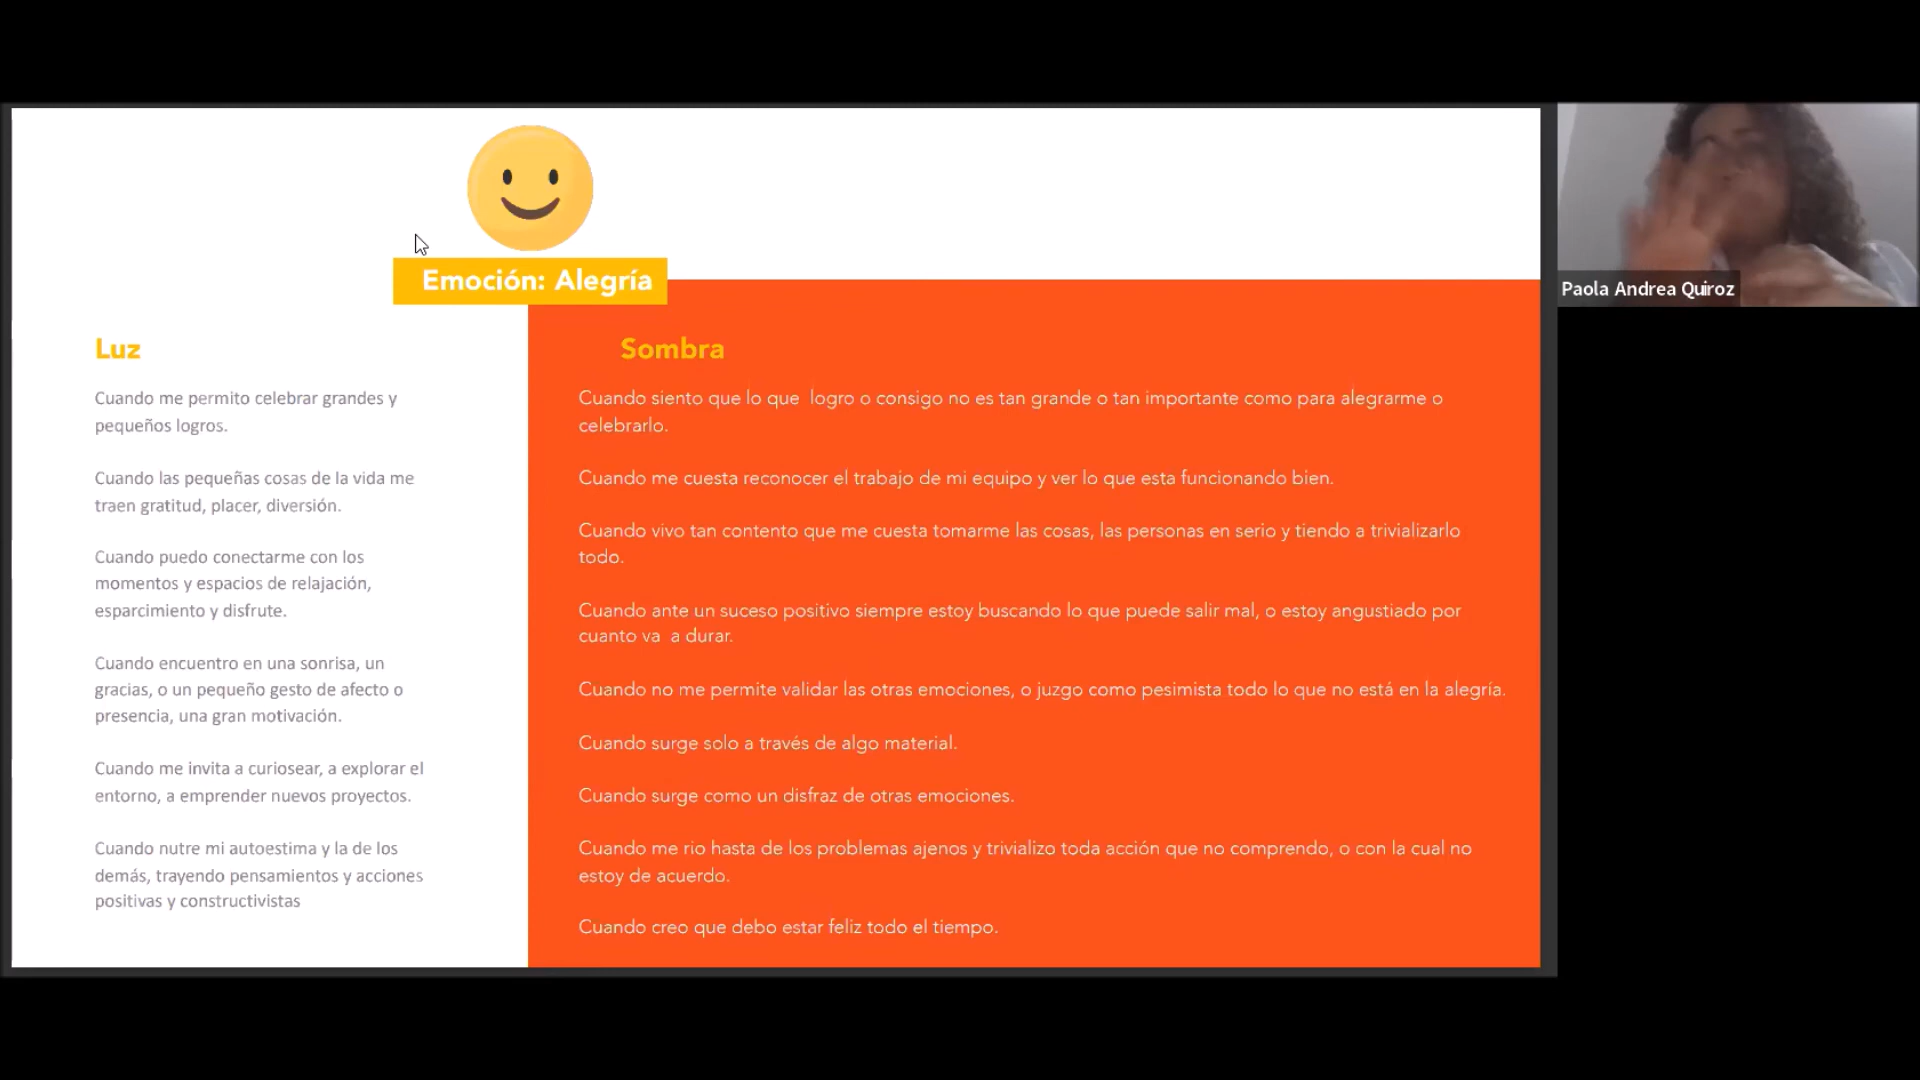 Emoción: Alegría
Luz
Cuando me permito celebrar grandes y
pequeños logros.
Cuando las pequeñas cosas de la vida me
traen gratitud, placer, diversión.
Cuando puedo conectarme con los
momentos y espacios de relajación,
esparcimiento y disfrute.
Cuando encuentro en una sonrisa, un
gracias, o un pequeño gesto de afecto o
presencia, una gran motivación.
Cuando me invita a curiosear, a explorar el
entorno, a emprender nuevos proyectos.
Cuando nutre mi autoestima y la de los
demás, trayendo pensamientos y acciones
positivas y constructivistas
Sombra
Cuando siento que lo que  logro o consigo no es tan grande o tan importante como para alegrarme o
celebrarlo.
Cuando me cuesta reconocer el trabajo de mi equipo y ver lo que esta funcionando bien.
Cuando vivo tan contento que me cuesta tomarme las cosas, las personas en serio y tiendo a trivializarlo
todo.
Cuando ante un suceso positivo siempre estoy buscando lo que puede salir mal, o estoy angustiado por
cuanto va  a durar.
Cuando no me permite validar las otras emociones, o juzgo como pesimista todo lo que no está en la alegría.
Cuando surge solo a través de algo material.
Cuando surge como un disfraz de otras emociones.
Cuando me rio hasta de los problemas ajenos y trivializo toda acción que no comprendo, o con la cual no
estoy de acuerdo.
Cuando creo que debo estar feliz todo el tiempo.
Paola Andrea Quiroz